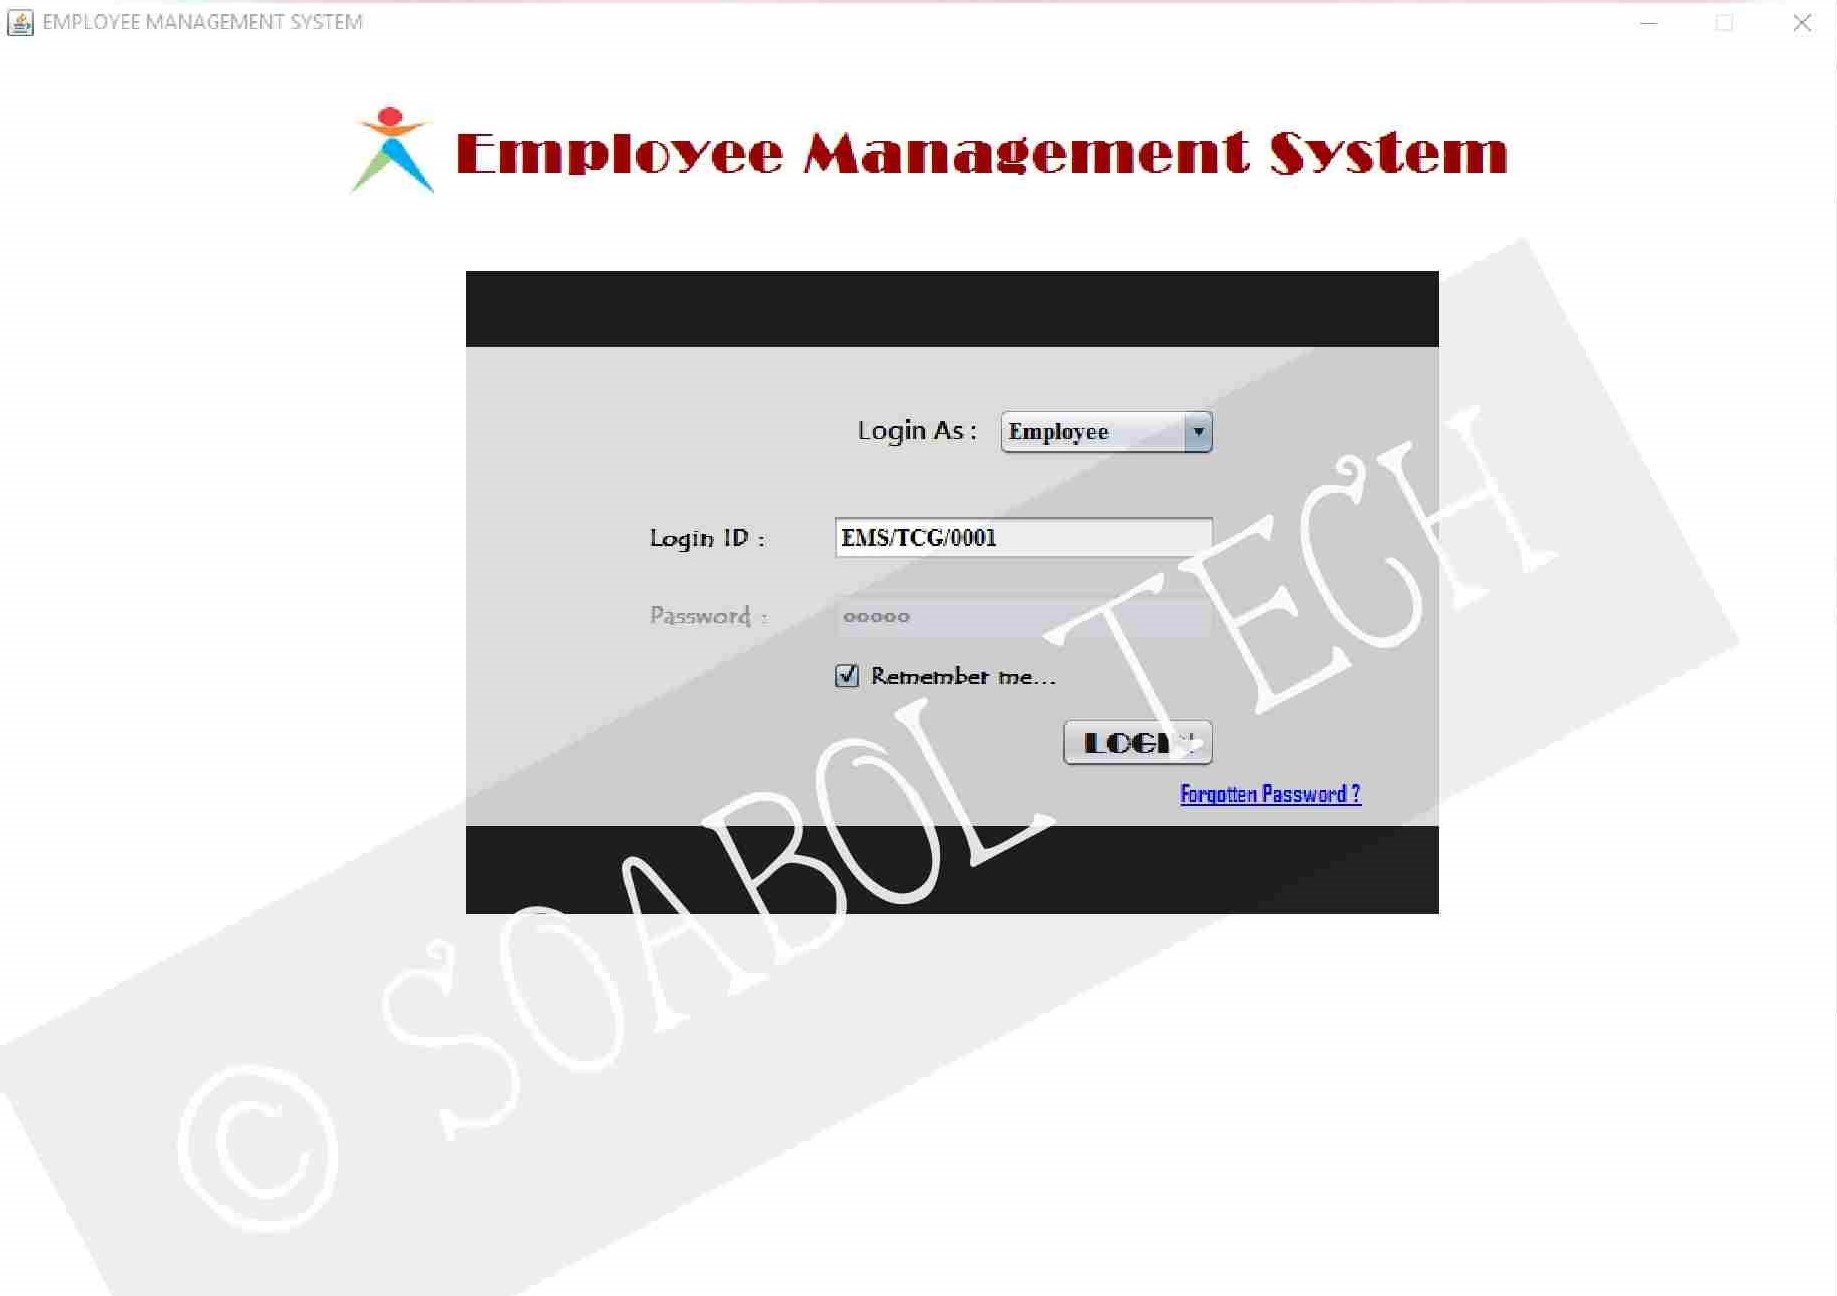 EMPLOYEE MANAGEMENT SYSTEM
Employee Management System
Login As :
Employee
Login ID :
EMS/TCG/0001
Password :
Remember me...
LOGIN
Forgotten Password ?
© SOABOL TECH